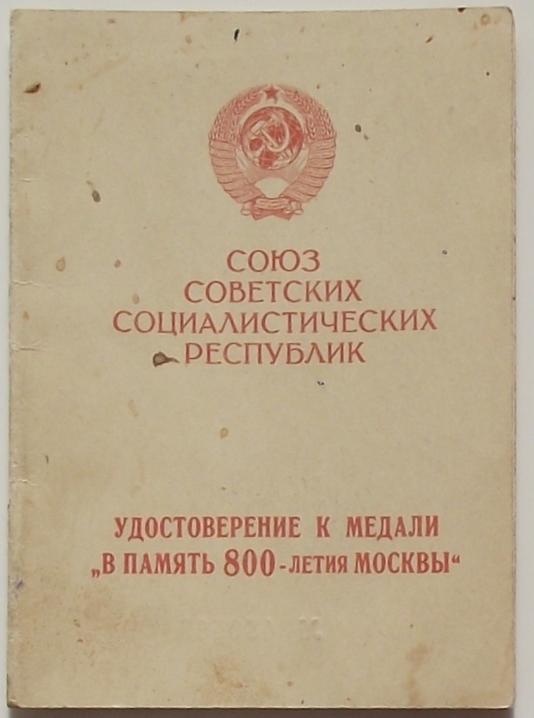 СОЮЗ
СОВЕТСКИХ
СОЦИАЛИСТИЧЕСКИХ
РЕСПУБЛИК
УДОСТОВЕРЕНИЕ К МЕДАЛИ
„В ПАМЯТЬ 800-ЛЕТИЯ МОСКВЫ“